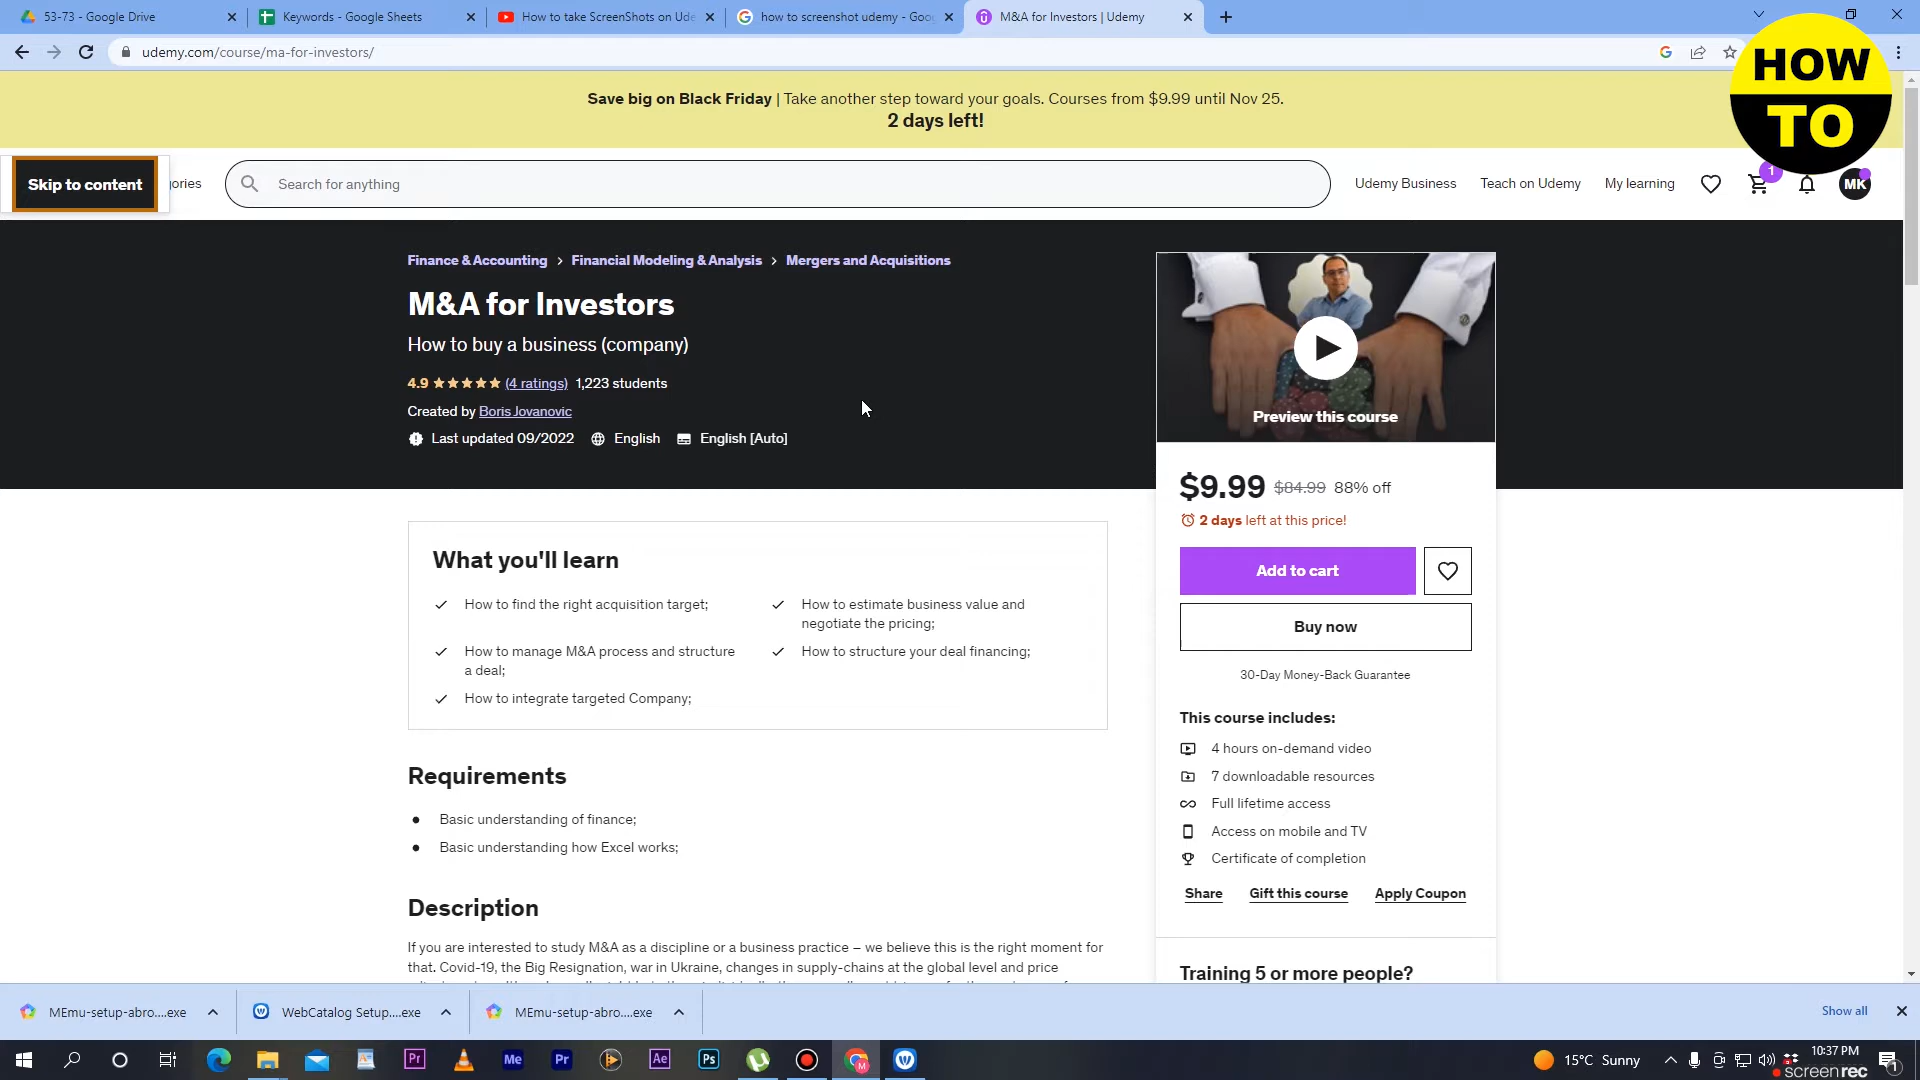 53-73 - Google Drive
Keywords - Google Sheets
How to take ScreenShots on Ude
how to screenshot udemy - Goo
M&A for Investors | Udemy
udemy.com/course/ma-for-investors/
HOW
TO
Save big on Black Friday | Take another step toward your goals. Courses from $9.99 until Nov 25.
2 days left!
Skip to content
gories
Search for anything
Udemy Business
Teach on Udemy
My learning
1
MK
Finance & Accounting > Financial Modeling & Analysis > Mergers and Acquisitions
M&A for Investors
How to buy a business (company)
4.9 (4 ratings) 1,223 students
Created by Boris Jovanovic
Last updated 09/2022 English English [Auto]
Preview this course
$9.99 $84.99 88% off
2 days left at this price!
Add to cart
Buy now
30-Day Money-Back Guarantee
This course includes:
4 hours on-demand video
7 downloadable resources
Full lifetime access
Access on mobile and TV
Certificate of completion
Share Gift this course Apply Coupon
Training 5 or more people?
What you'll learn
How to find the right acquisition target;
How to estimate business value and
negotiate the pricing;
How to manage M&A process and structure
a deal;
How to structure your deal financing;
How to integrate targeted Company;
Requirements
Basic understanding of finance;
Basic understanding how Excel works;
Description
If you are interested to study M&A as a discipline or a business practice – we believe this is the right moment for
that. Covid-19, the Big Resignation, war in Ukraine, changes in supply-chains at the global level and price
MEmu-setup-abro....exe
WebCatalog Setup....exe
MEmu-setup-abro....exe
Show all
Pr
Me
Pr
Ae
Ps
M
15°C Sunny
10:37 PM
screenrec
1